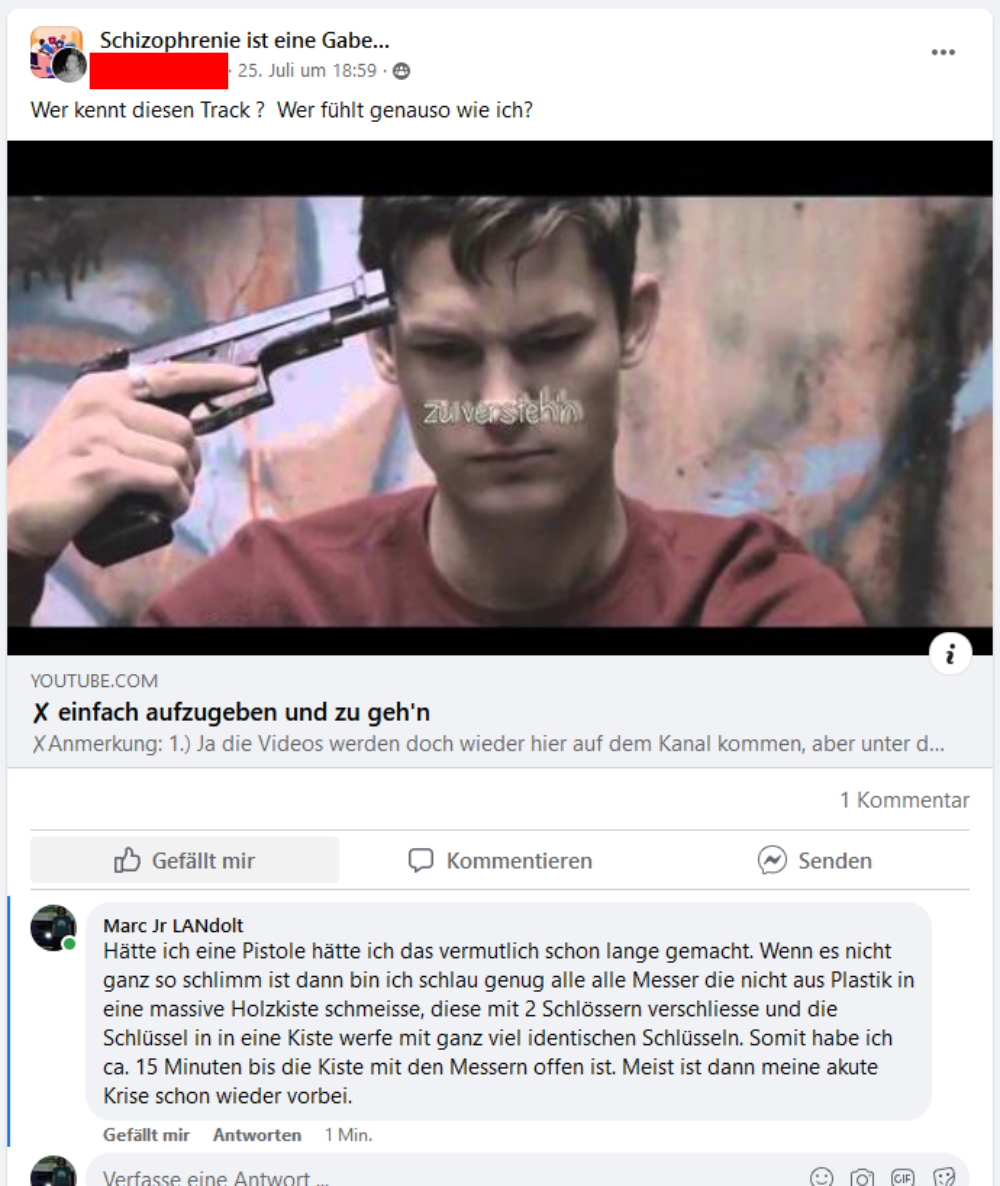 Schizophrenie ist eine Gabe...
· 25. Juli um 18:59 ·
Wer kennt diesen Track ? Wer fühlt genauso wie ich?
zu versteh'n
YOUTUBE.COM
✗ einfach aufzugeben und zu geh'n
✗Anmerkung: 1.) Ja die Videos werden doch wieder hier auf dem Kanal kommen, aber unter d...
1 Kommentar
Gefällt mir Kommentieren Senden
Marc Jr LANdolt
Hätte ich eine Pistole hätte ich das vermutlich schon lange gemacht. Wenn es nicht
ganz so schlimm ist dann bin ich schlau genug alle alle Messer die nicht aus Plastik in
eine massive Holzkiste schmeisse, diese mit 2 Schlössern verschliesse und die
Schlüssel in in eine Kiste werfe mit ganz viel identischen Schlüsseln. Somit habe ich
ca. 15 Minuten bis die Kiste mit den Messern offen ist. Meist ist dann meine akute
Krise schon wieder vorbei.
Gefällt mir Antworten 1 Min.
Verfasse eine Antwort ...
GIF